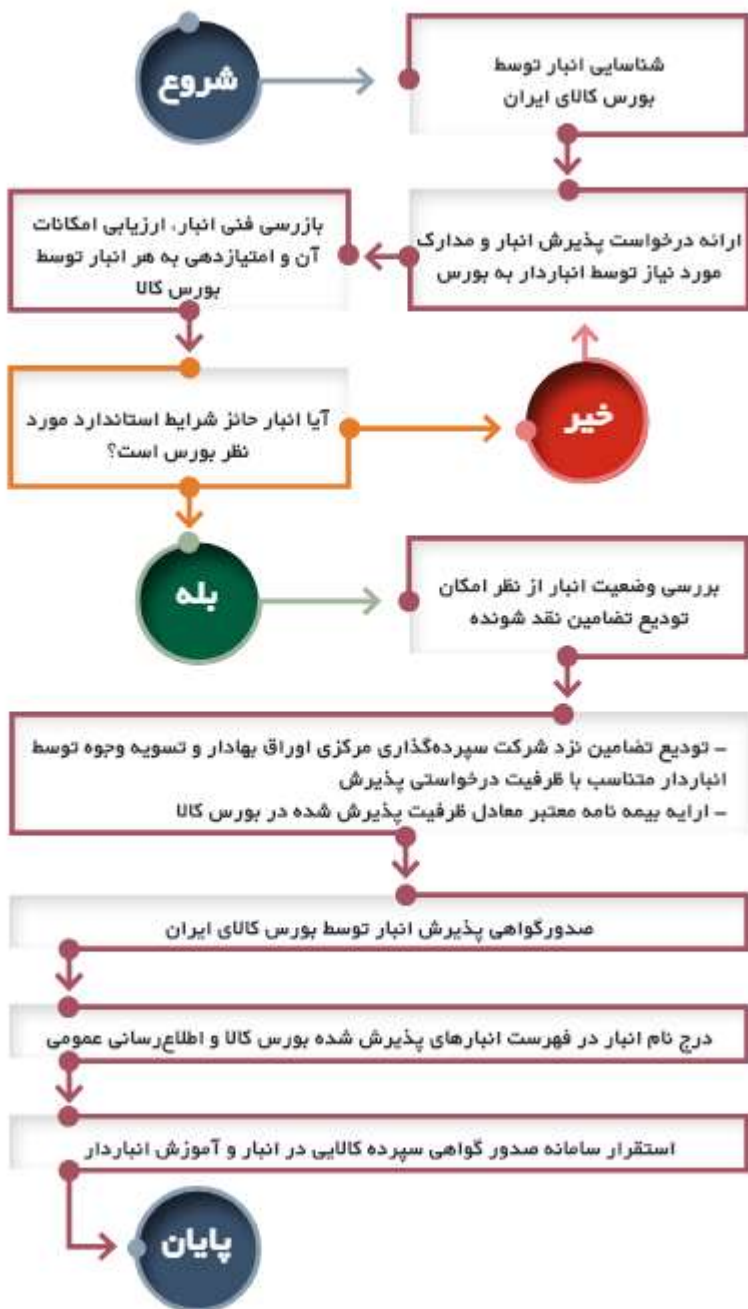 شروع
شناسایی انبار توسط
بورس کالای ایران
ارائه درخواست پذیرش انبار و مدارک
مورد نیاز توسط انباردار به بورس
بازرسی فنی انبار، ارزیابی امکانات
آن و امتیازدهی به هر انبار توسط
بورس کالا
آیا انبار حائز شرایط استاندارد مورد
نظر بورس است؟
خیر
بله
بررسی وضعیت انبار از نظر امکان
تودیع تضامین نقد شونده
– تودیع تضامین نزد شرکت سپرده‌گذاری مرکزی اوراق بهادار و تسویه وجوه توسط
انباردار متناسب با ظرفیت درخواستی پذیرش
– ارایه بیمه نامه معتبر معادل ظرفیت پذیرش شده در بورس کالا
صدورگواهی پذیرش انبار توسط بورس کالای ایران
درج نام انبار در فهرست انبارهای پذیرش شده بورس کالا و اطلاع‌رسانی عمومی
استقرار سامانه صدور گواهی سپرده کالایی در انبار و آموزش انباردار
پایان